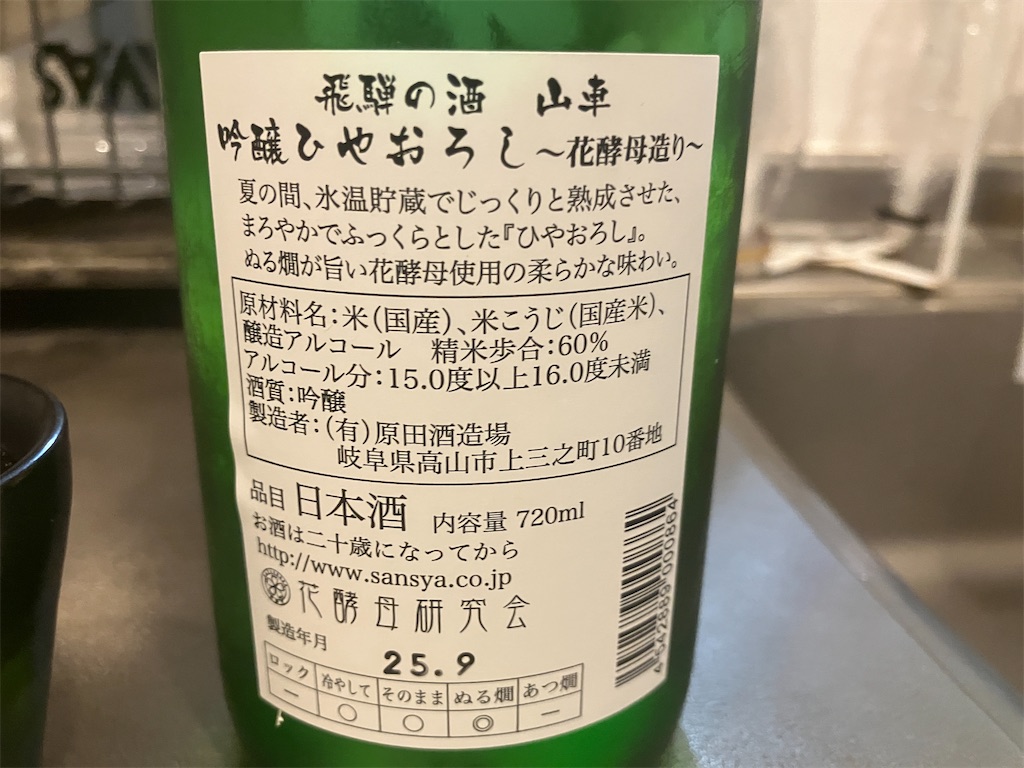 飛騨の酒　山車
吟醸ひやおろし～花酵母造り～
夏の間、氷温貯蔵でじっくりと熟成させた、
まろやかでふっくらとした『ひやおろし』。
ぬる燗が旨い花酵母使用の柔らかな味わい。
原材料名：米（国産）、米こうじ（国産米）、
醸造アルコール　精米歩合：60％
アルコール分：15.0度以上16.0度未満
酒質：吟醸
製造者：（有）原田酒造場
岐阜県高山市上三之町10番地
品目 日本酒　内容量 720ml
お酒は二十歳になってから
http://www.sansya.co.jp
花酵母研究会
製造年月
25.9
ロック 冷やして そのまま ぬる燗 あつ燗
― ○ ○ ◎ ―
4 542689 000864